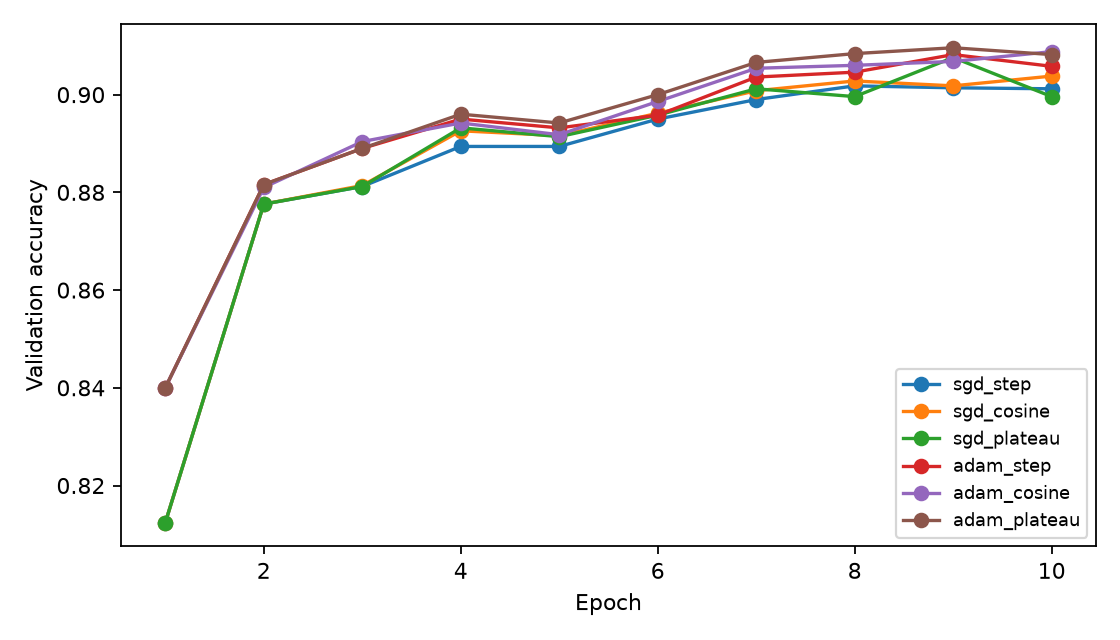 Validation accuracy
0.90
0.88
0.86
0.84
0.82
2
4
6
8
10
Epoch
sgd_step
sgd_cosine
sgd_plateau
adam_step
adam_cosine
adam_plateau